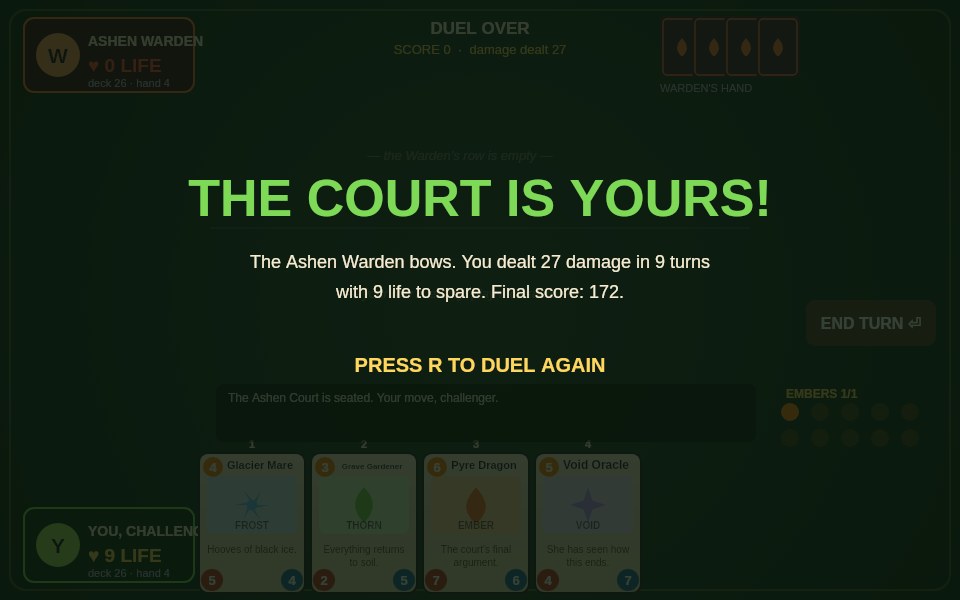 W
ASHEN WARDEN
♥ 0 LIFE
deck 26 · hand 4
DUEL OVER
SCORE 0 · damage dealt 27
WARDEN'S HAND
— the Warden's row is empty —
THE COURT IS YOURS!
The Ashen Warden bows. You dealt 27 damage in 9 turns
with 9 life to spare. Final score: 172.
END TURN ⏎
PRESS R TO DUEL AGAIN
The Ashen Court is seated. Your move, challenger.
EMBERS 1/1
1
2
3
4
4 Glacier Mare
FROST
Hooves of black ice.
5 4
3 Grave Gardener
THORN
Everything returns
to soil.
2 5
6 Pyre Dragon
EMBER
The court's final
argument.
7 6
5 Void Oracle
VOID
She has seen how
this ends.
4 7
Y
YOU, CHALLENG
♥ 9 LIFE
deck 26 · hand 4